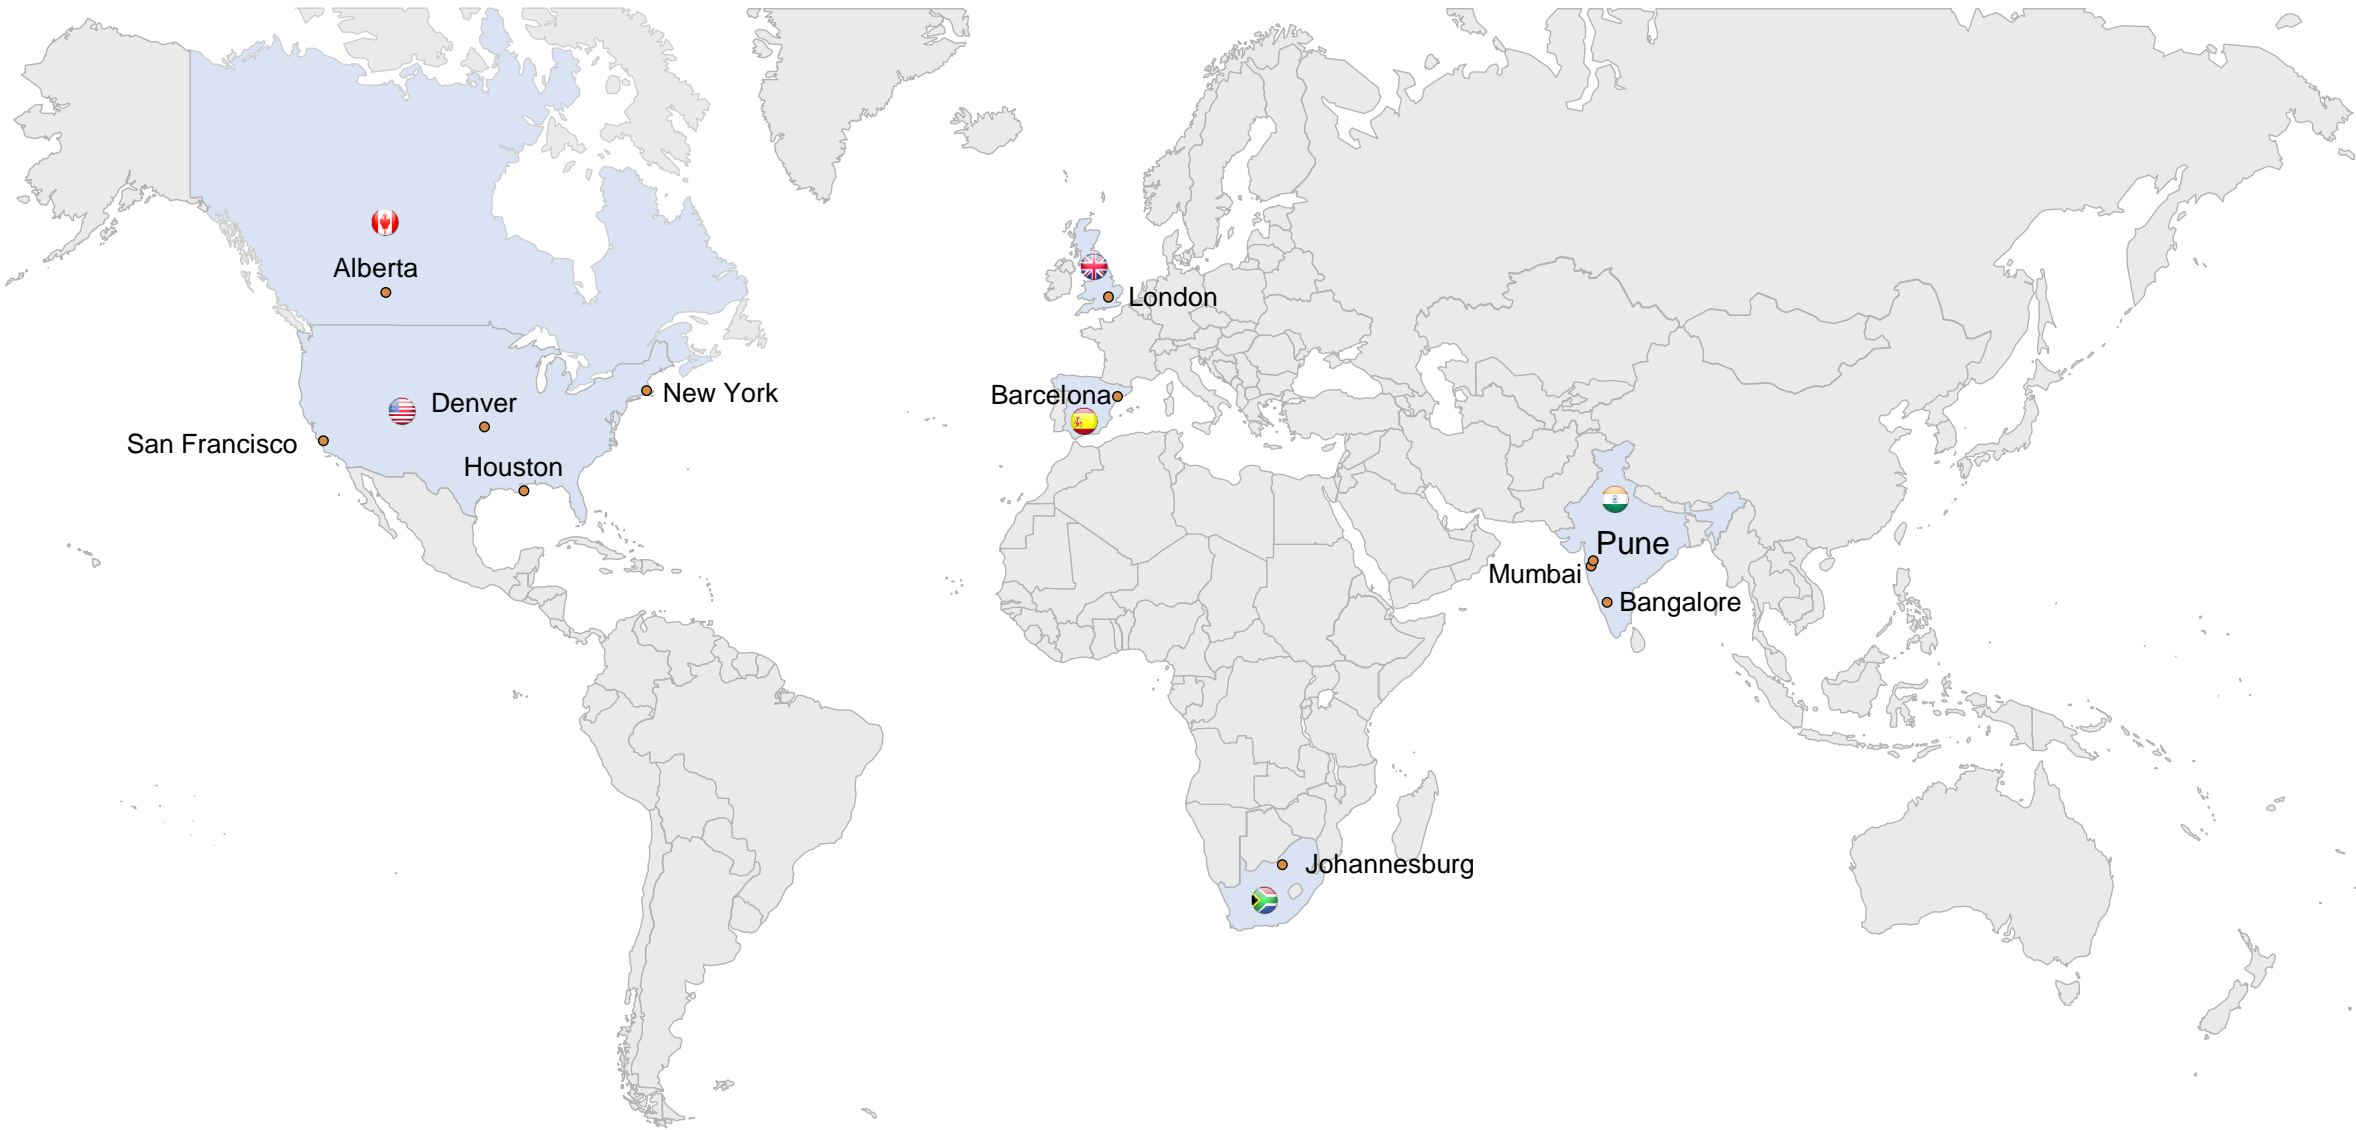 Alberta
London
New York
Denver
Barcelona
San Francisco
Houston
Pune
Mumbai
Bangalore
Johannesburg